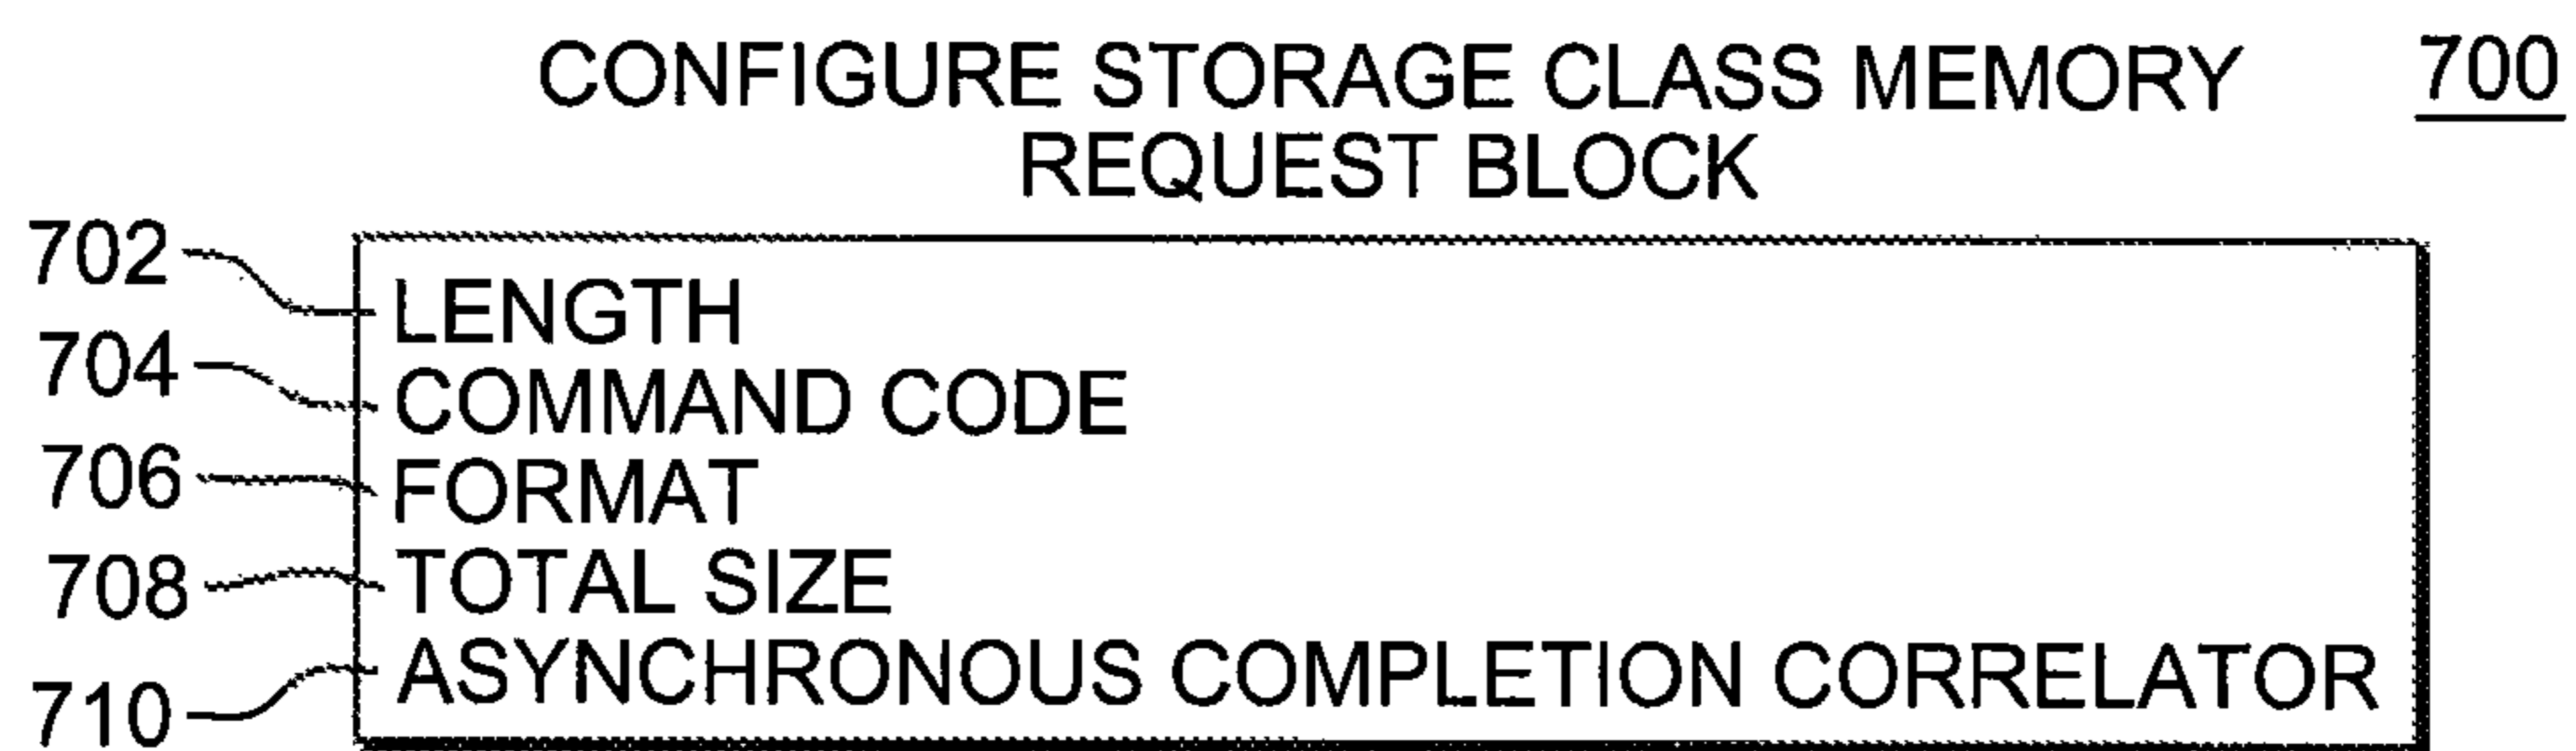 CONFIGURE STORAGE CLASS MEMORY 700
REQUEST BLOCK
702 LENGTH
704 COMMAND CODE
706 FORMAT
708 TOTAL SIZE
710 ASYNCHRONOUS COMPLETION CORRELATOR